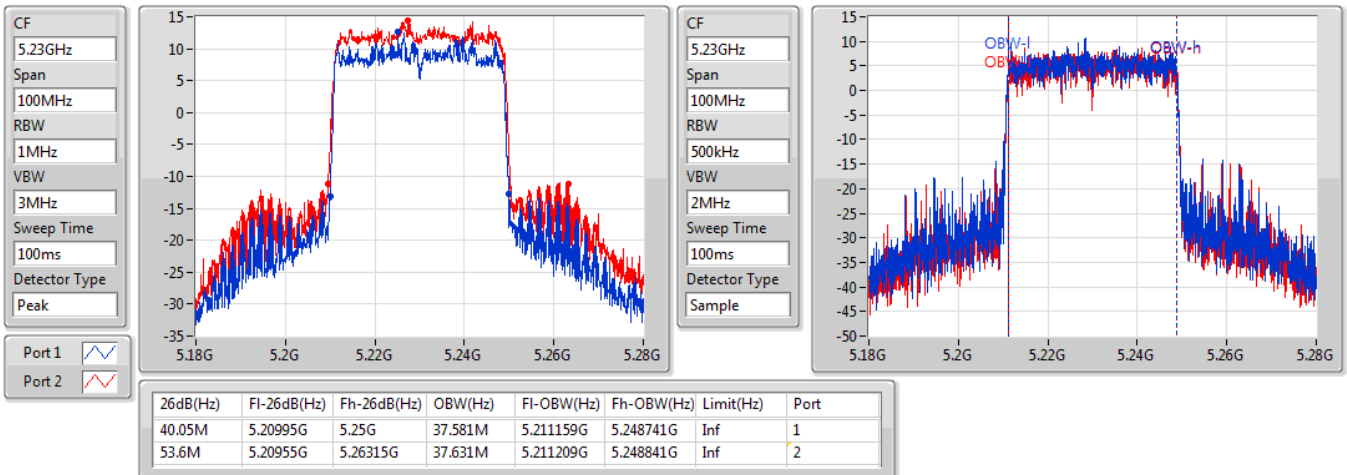 CF
5.23GHz
Span
100MHz
RBW
1MHz
VBW
3MHz
Sweep Time
100ms
Detector Type
Peak
Port 1
Port 2
15
10
5
0
-5
-10
-15
-20
-25
-30
-35
5.18G 5.2G 5.22G 5.24G 5.26G 5.28G
CF
5.23GHz
Span
100MHz
RBW
500kHz
VBW
2MHz
Sweep Time
100ms
Detector Type
Sample
15
10
5
0
-5
-10
-15
-20
-25
-30
-35
-40
-45
-50
OBW-l
OBW-h
5.18G 5.2G 5.22G 5.24G 5.26G 5.28G
26dB(Hz) Fl-26dB(Hz) Fh-26dB(Hz) OBW(Hz) Fl-OBW(Hz) Fh-OBW(Hz) Limit(Hz) Port
40.05M 5.20995G 5.25G 37.581M 5.211159G 5.248741G Inf 1
53.6M 5.20955G 5.26315G 37.631M 5.211209G 5.248841G Inf 2